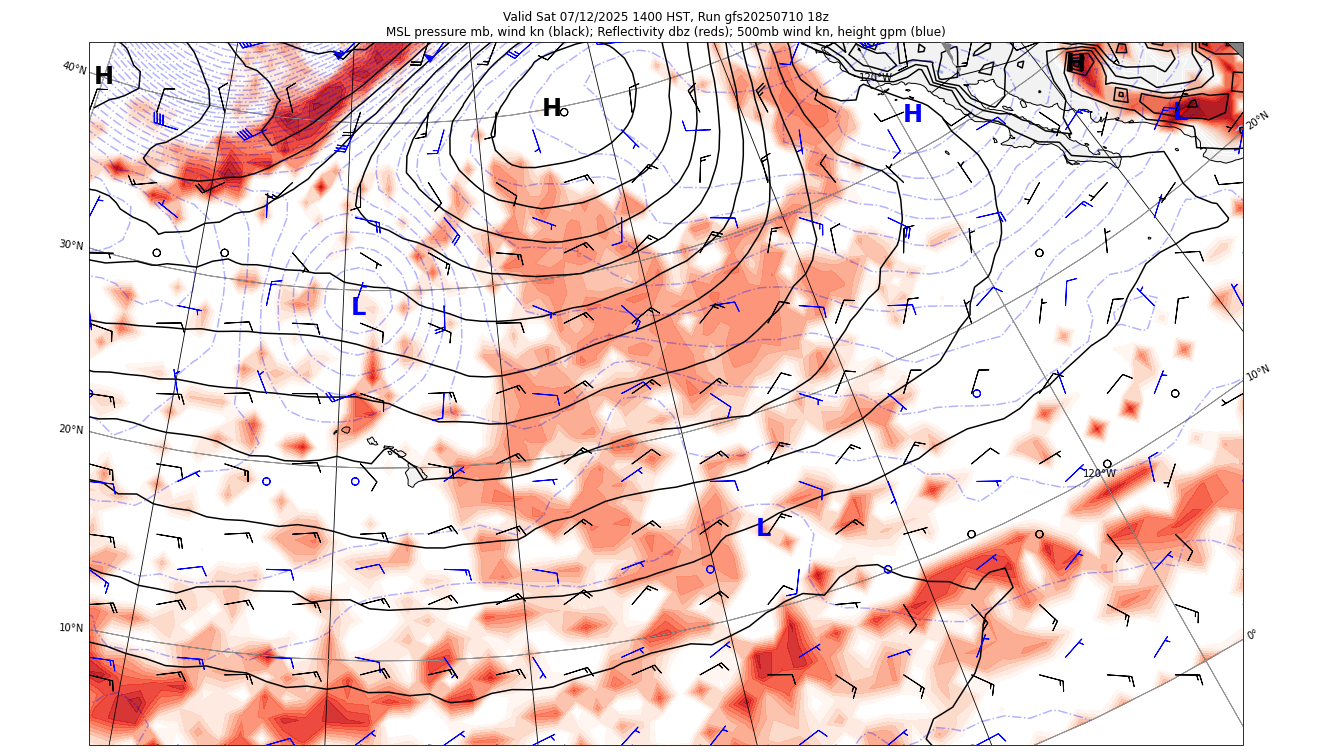 Valid Sat 07/12/2025 1400 HST, Run gfs20250710 18z
MSL pressure mb, wind kn (black); Reflectivity dbz (reds); 500mb wind kn, height gpm (blue)
40°N
H
H
120°W
H
H
L
20°N
30°N
L
10°N
20°N
120°W
L
10°N
0°